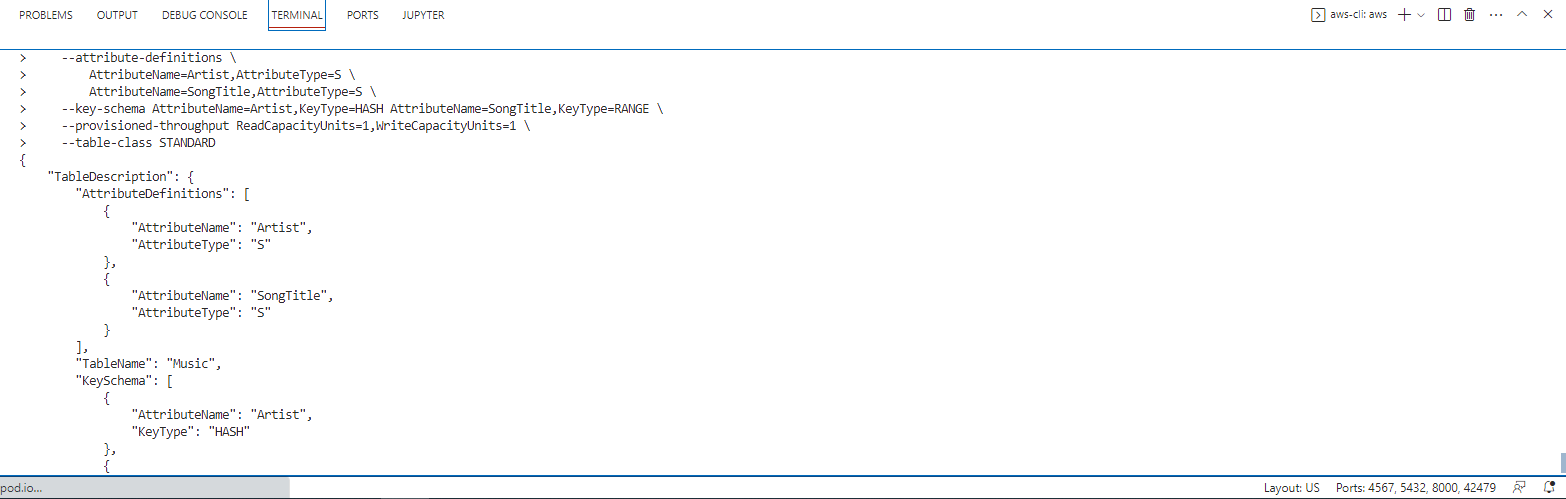 PROBLEMS OUTPUT DEBUG CONSOLE TERMINAL PORTS JUPYTER aws-cli: aws
> --attribute-definitions \
> AttributeName=Artist,AttributeType=S \
> AttributeName=SongTitle,AttributeType=S \
> --key-schema AttributeName=Artist,KeyType=HASH AttributeName=SongTitle,KeyType=RANGE \
> --provisioned-throughput ReadCapacityUnits=1,WriteCapacityUnits=1 \
> --table-class STANDARD
{
    "TableDescription": {
        "AttributeDefinitions": [
            {
                "AttributeName": "Artist",
                "AttributeType": "S"
            },
            {
                "AttributeName": "SongTitle",
                "AttributeType": "S"
            }
        ],
        "TableName": "Music",
        "KeySchema": [
            {
                "AttributeName": "Artist",
                "KeyType": "HASH"
            },
            {
pod.io... Layout: US Ports: 4567, 5432, 8000, 42479